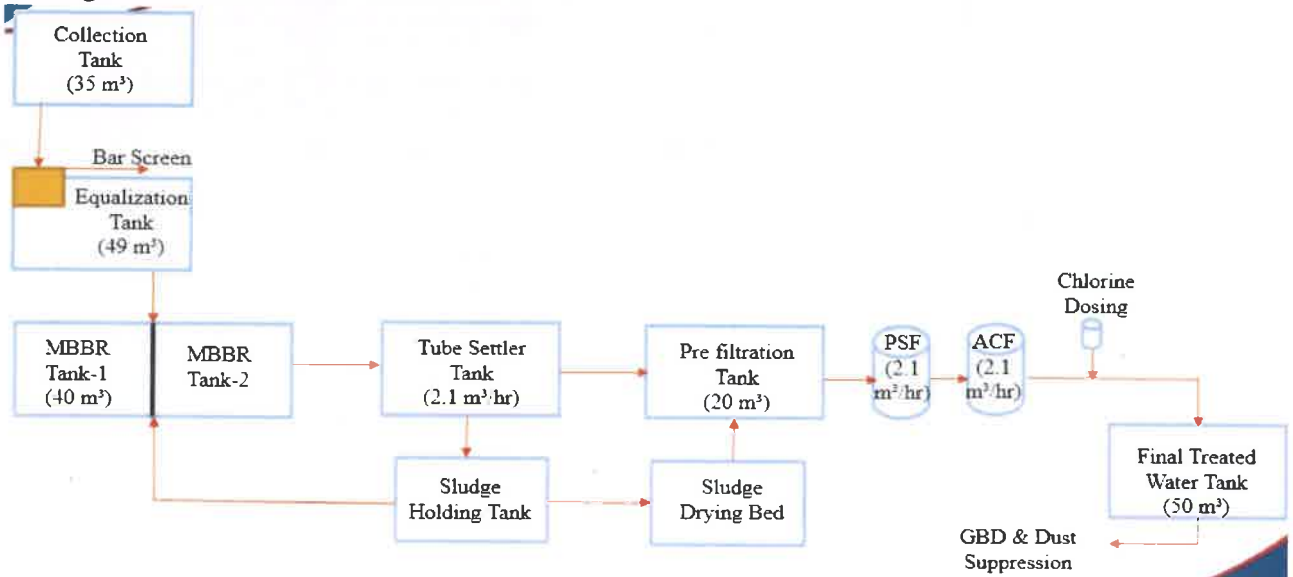 Collection
Tank
(35 m³)
Bar Screen
Equalization
Tank
(49 m³)
MBBR
Tank-1
(40 m³)
MBBR
Tank-2
Tube Settler
Tank
(2.1 m³/hr)
Pre filtration
Tank
(20 m³)
PSF
(2.1
m³/hr)
ACF
(2.1
m³/hr)
Chlorine
Dosing
Sludge
Holding Tank
Sludge
Drying Bed
Final Treated
Water Tank
(50 m³)
GBD & Dust
Suppression